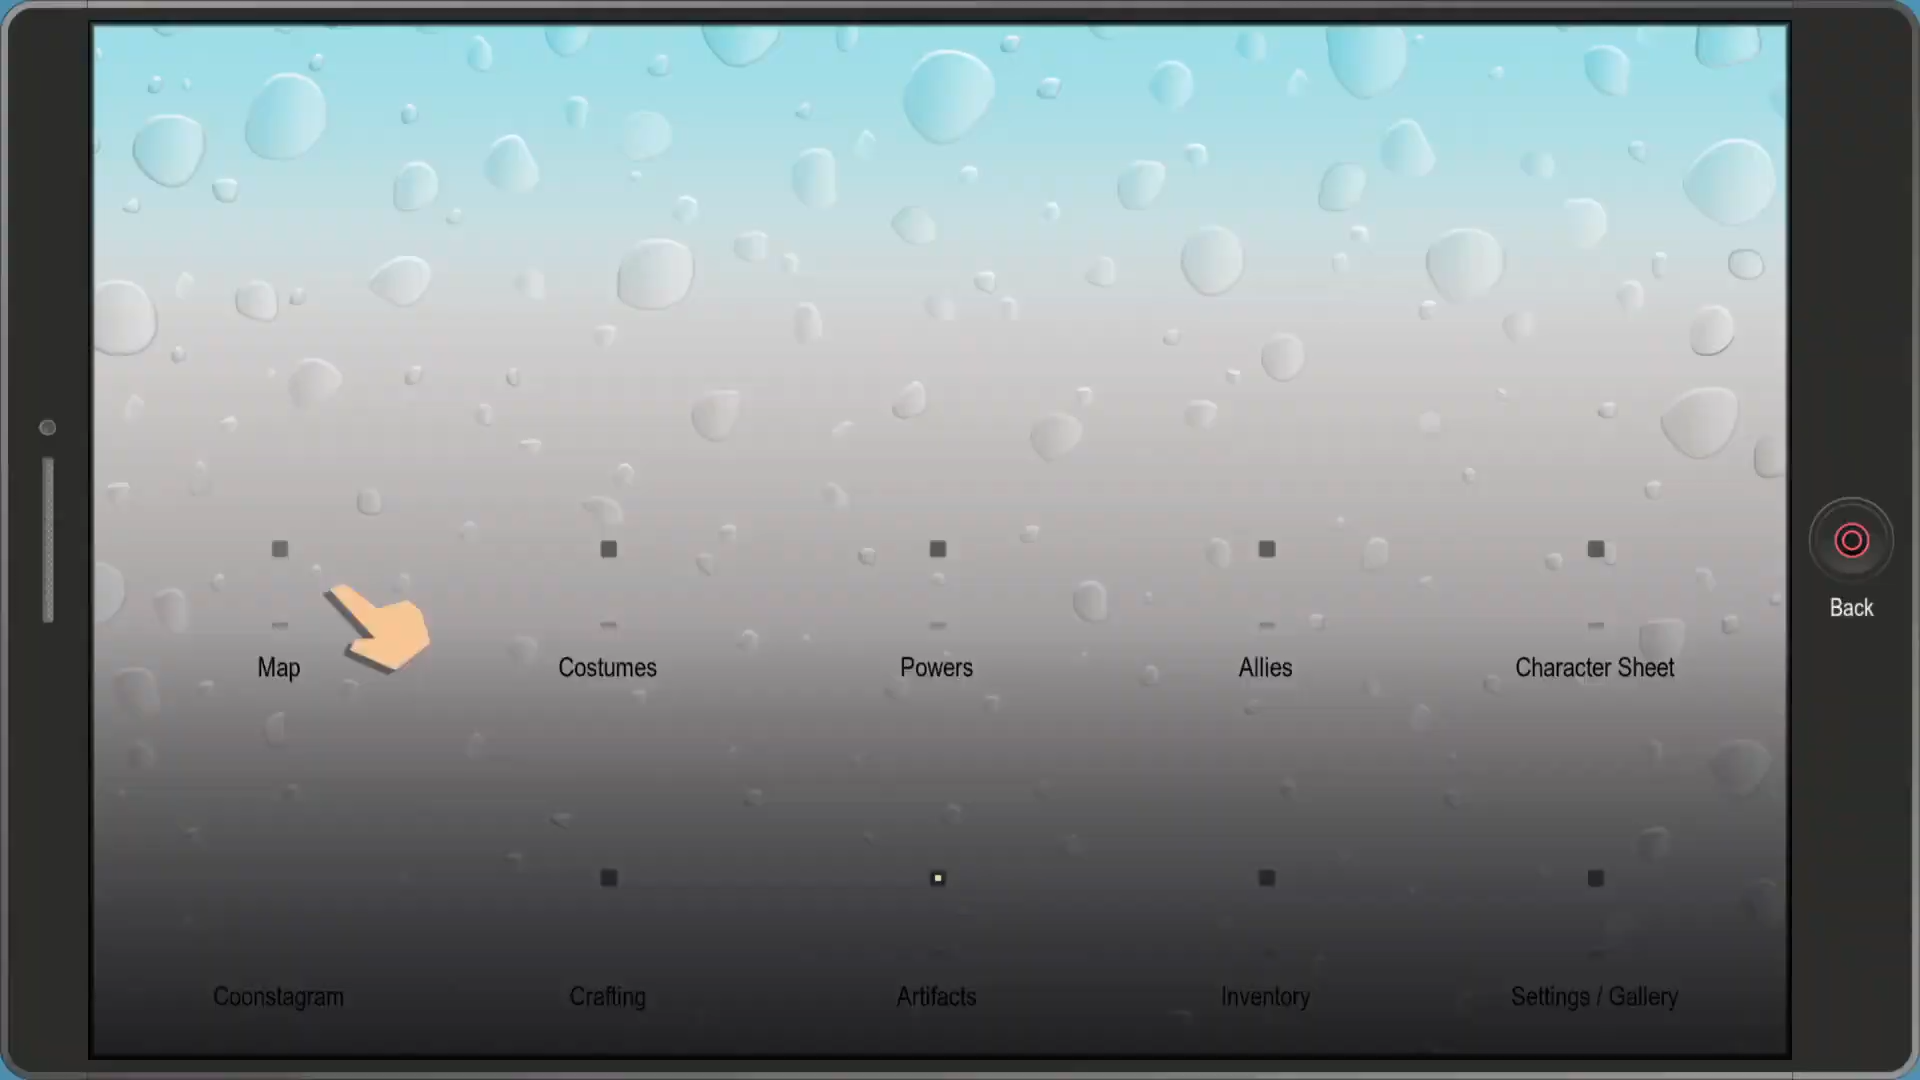 Back
Map
Costumes
Powers
Allies
Character Sheet
Coonstagram
Crafting
Artifacts
Inventory
Settings / Gallery